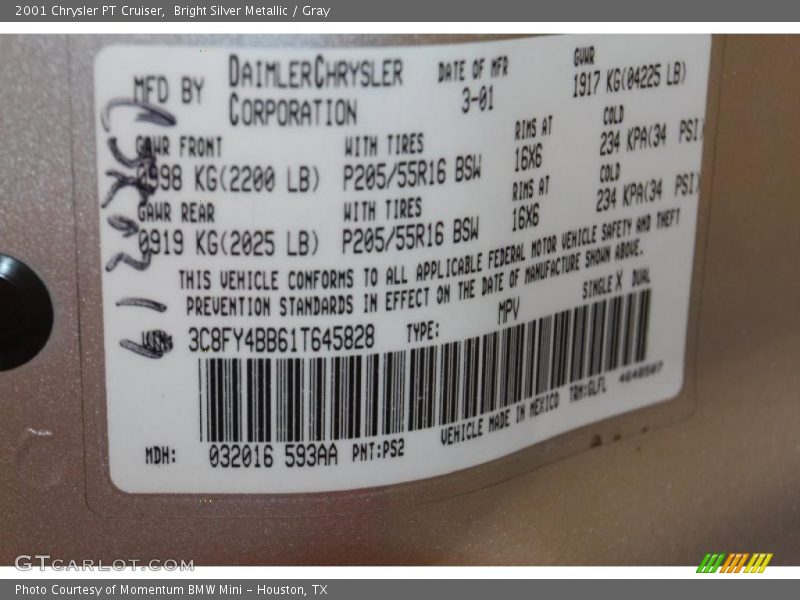 2001 Chrysler PT Cruiser, Bright Silver Metallic / Gray
MFD BY DAIMLERCHRYSLER CORPORATION
DATE OF MFR 3-01
GVWR 1917 KG(04225 LB)
GAWR FRONT WITH TIRES RIMS AT COLD
0998 KG(2200 LB) P205/55R16 BSW 16X6 234 KPA(34 PSI)
GAWR REAR WITH TIRES RIMS AT COLD
0919 KG(2025 LB) P205/55R16 BSW 16X6 234 KPA(34 PSI)
THIS VEHICLE CONFORMS TO ALL APPLICABLE FEDERAL MOTOR VEHICLE SAFETY AND THEFT
PREVENTION STANDARDS IN EFFECT ON THE DATE OF MANUFACTURE SHOWN ABOVE.
3C8FY4BB61T645828 TYPE: MPV SINGLE X DUAL
MDH: 032016 593AA PNT:PS2 VEHICLE MADE IN MEXICO TRM:GLFL
GTCARLOT.COM
Photo Courtesy of Momentum BMW Mini - Houston, TX